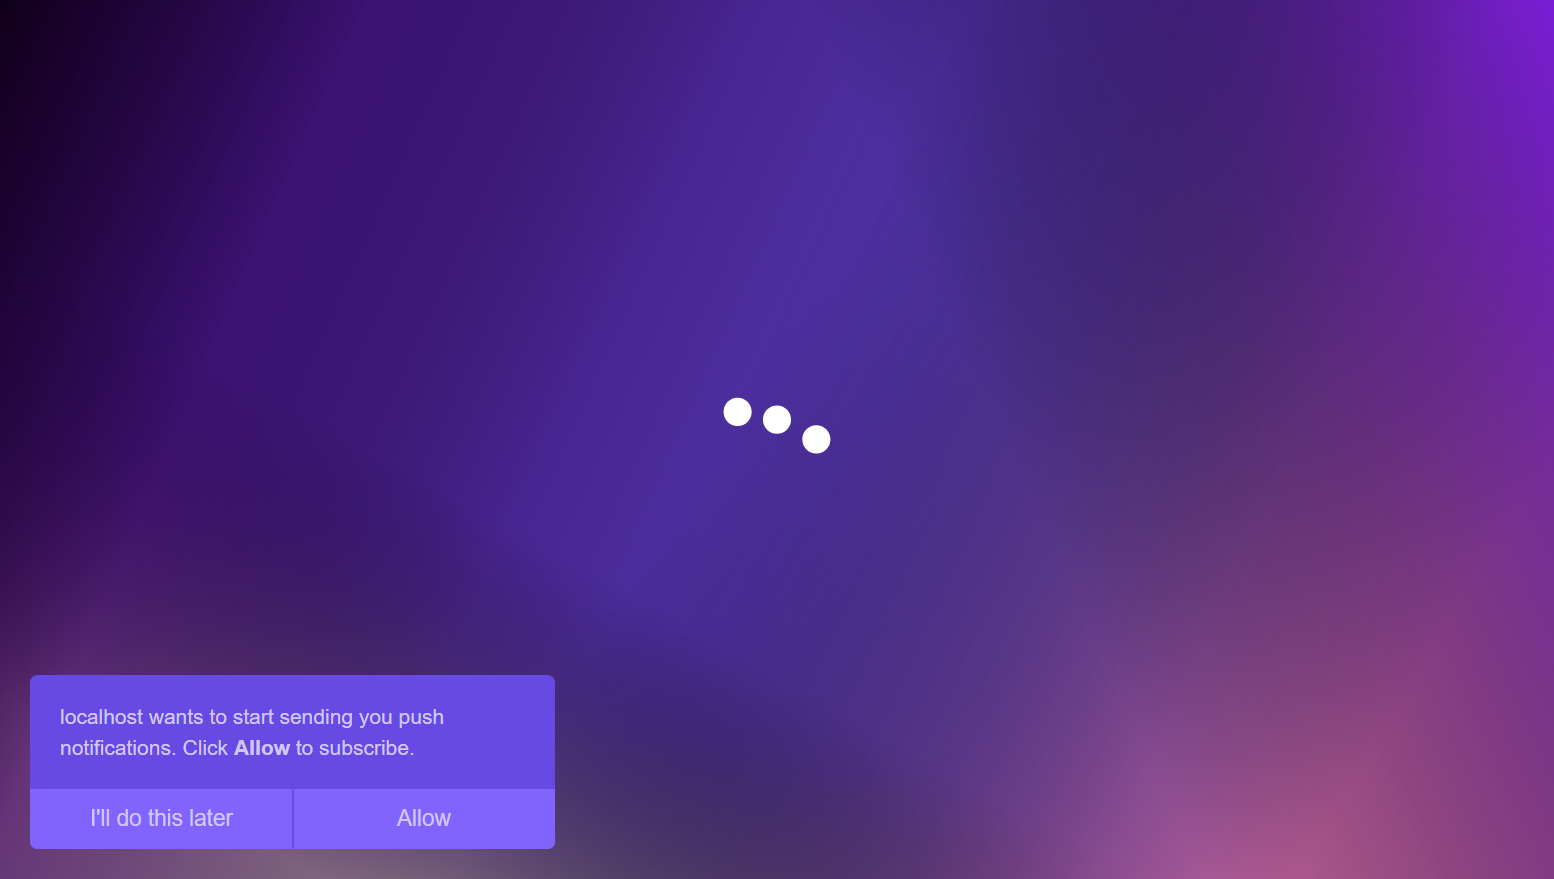 localhost wants to start sending you push
notifications. Click Allow to subscribe.
I'll do this later
Allow